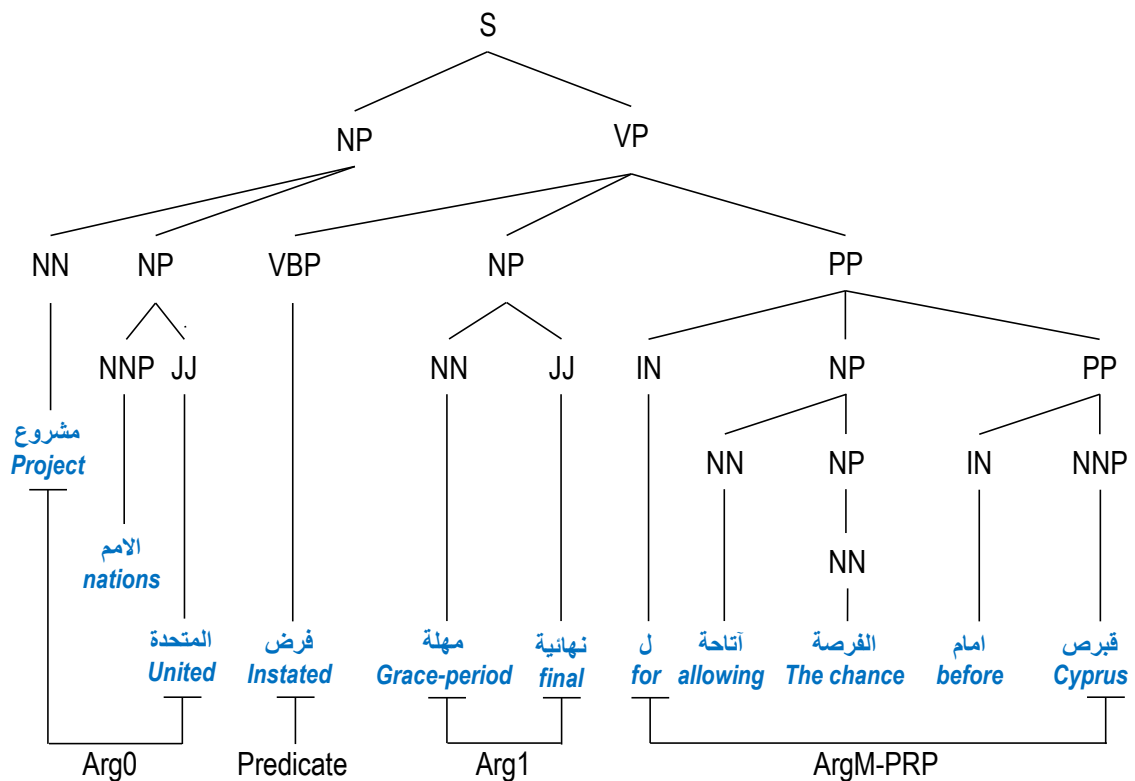 S
NP VP
NN NP VBP NP PP
NNP JJ NN JJ IN NP PP
مشروع
Project
NN NP IN NNP
الامم
nations
NN
المتحدة فرض مهلة نهائية ل آتاحة الفرصة امام قبرص
United Instated Grace-period final for allowing The chance before Cyprus
Arg0 Predicate Arg1 ArgM-PRP